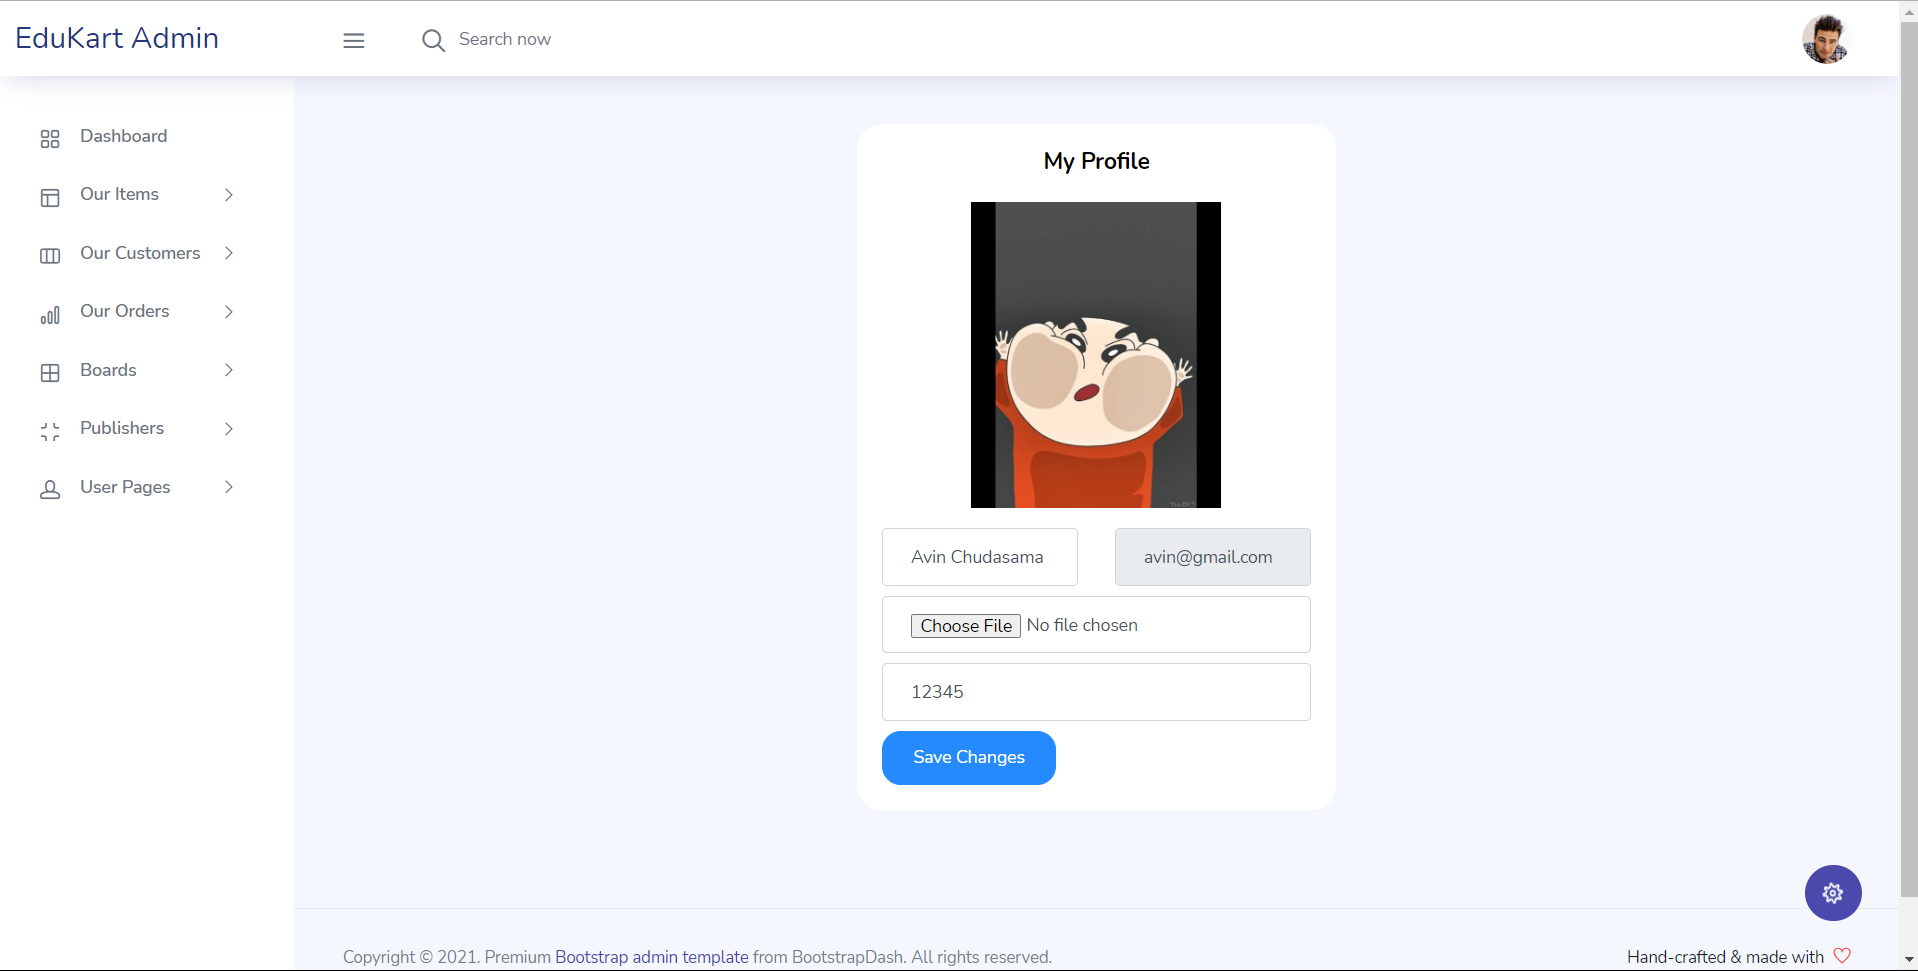 EduKart Admin
Search now
Dashboard
Our Items
Our Customers
Our Orders
Boards
Publishers
User Pages
My Profile
Avin Chudasama
avin@gmail.com
Choose File No file chosen
12345
Save Changes
Copyright © 2021. Premium Bootstrap admin template from BootstrapDash. All rights reserved.
Hand-crafted & made with